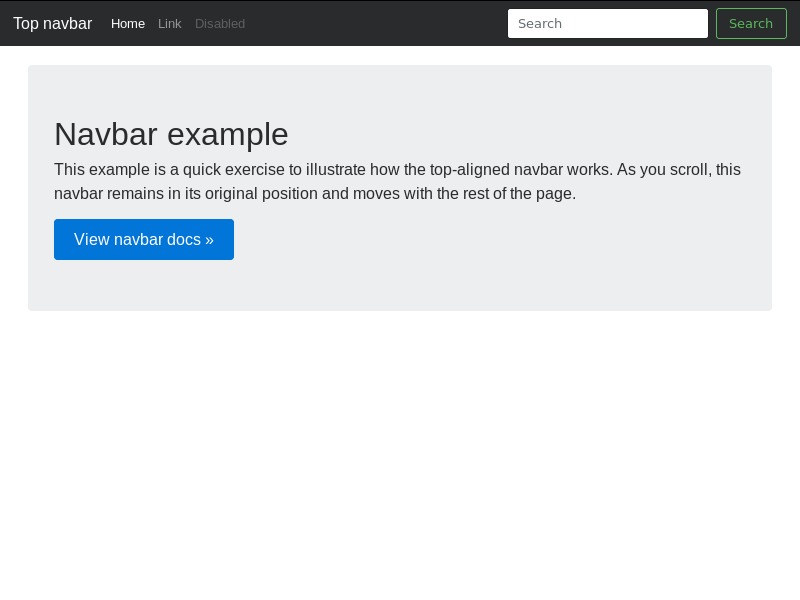 Top navbar Home Link Disabled Search Search
Navbar example
This example is a quick exercise to illustrate how the top-aligned navbar works. As you scroll, this
navbar remains in its original position and moves with the rest of the page.
View navbar docs »